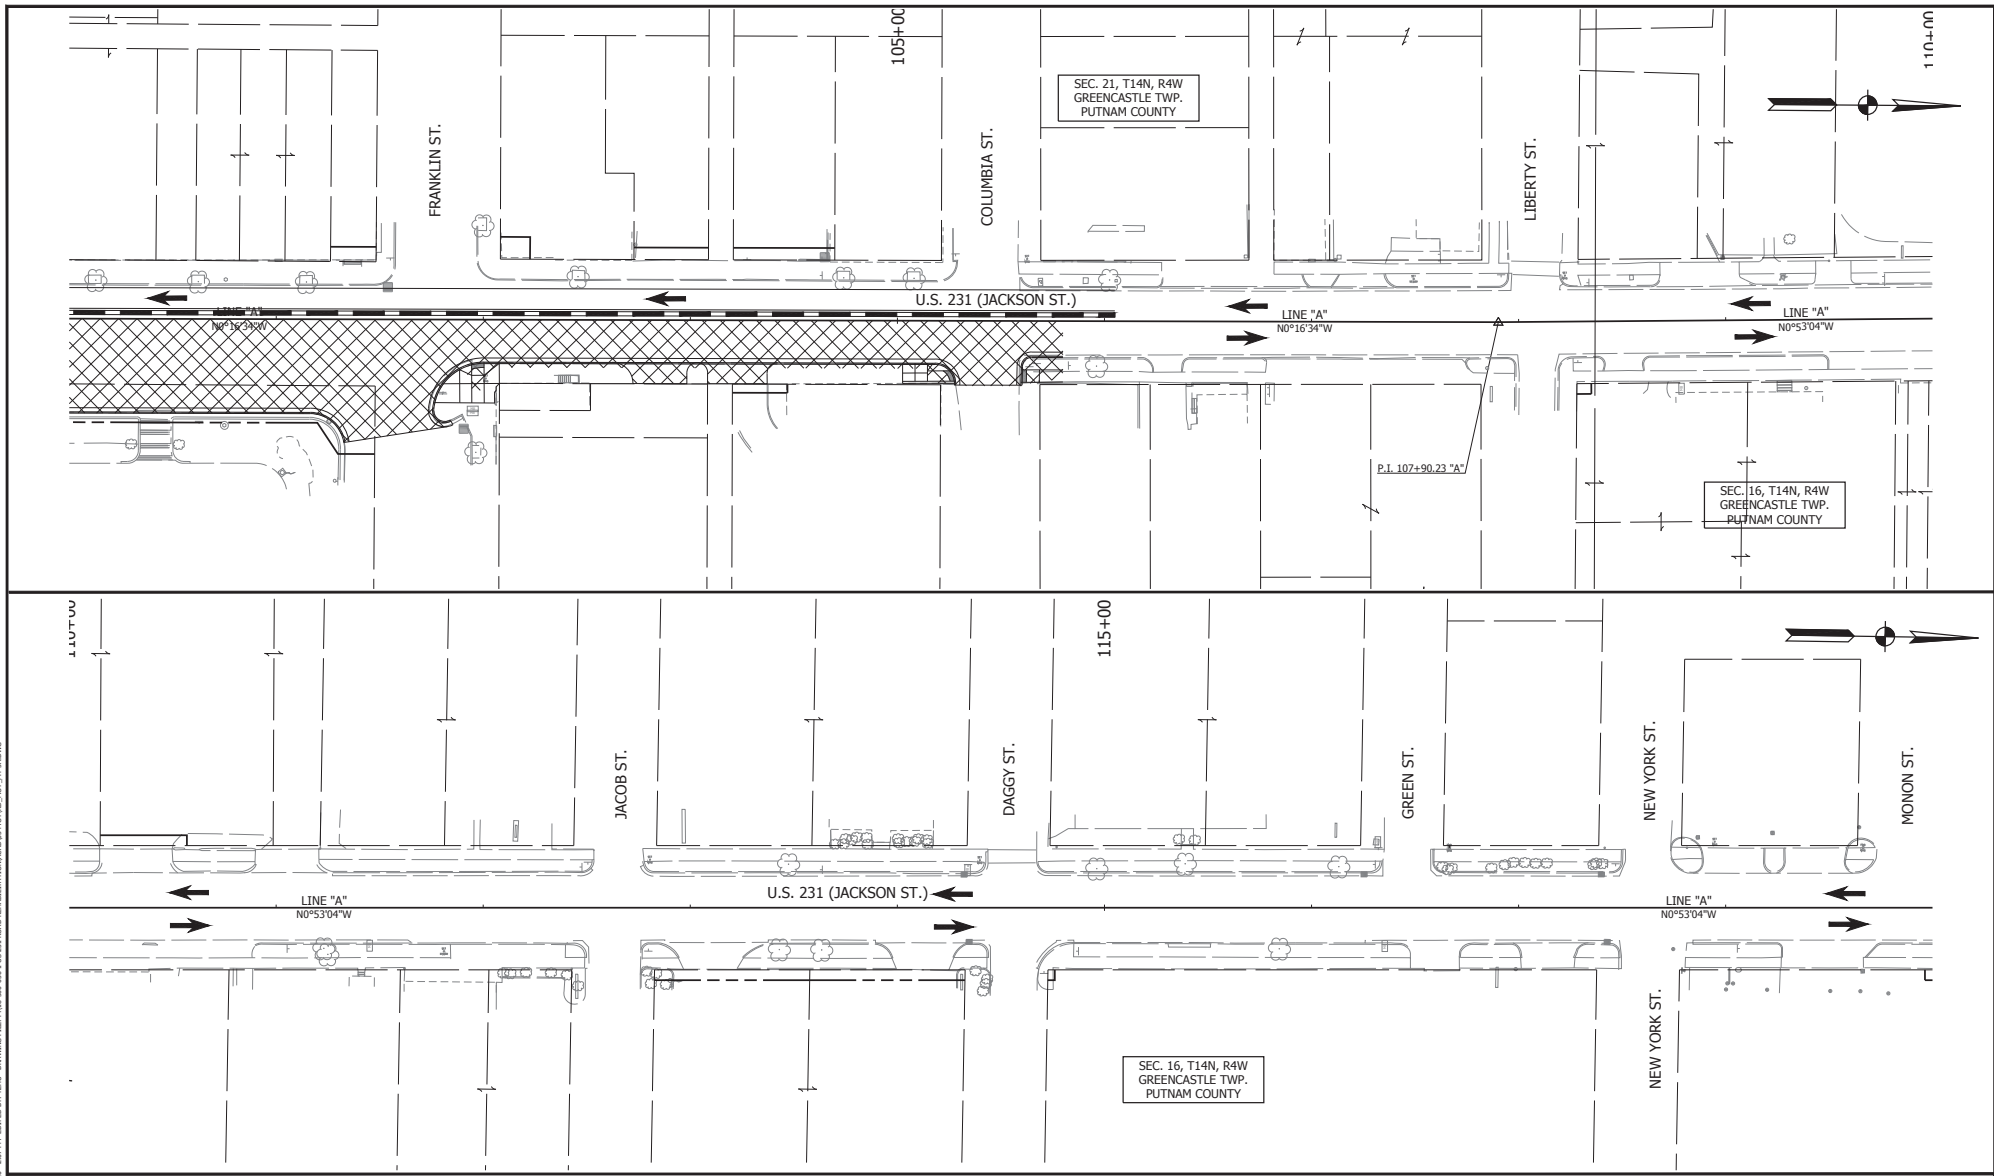 105+00
110+00
SEC. 21, T14N, R4W
GREENCASTLE TWP.
PUTNAM COUNTY
FRANKLIN ST.
COLUMBIA ST.
LIBERTY ST.
U.S. 231 (JACKSON ST.)
LINE "A"
N0°16'34"W
LINE "A"
N0°16'34"W
LINE "A"
N0°53'04"W
P.I. 107+90.23 "A"
SEC. 16, T14N, R4W
GREENCASTLE TWP.
PUTNAM COUNTY
110+00
115+00
JACOB ST.
DAGGY ST.
GREEN ST.
NEW YORK ST.
MONON ST.
U.S. 231 (JACKSON ST.)
LINE "A"
N0°53'04"W
LINE "A"
N0°53'04"W
NEW YORK ST.
SEC. 16, T14N, R4W
GREENCASTLE TWP.
PUTNAM COUNTY